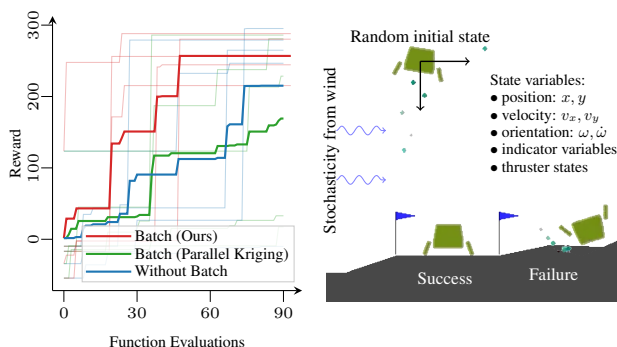 300
200
100
0
Reward
Batch (Ours)
Batch (Parallel Kriging)
Without Batch
0 30 60 90
Function Evaluations
Random initial state
Stochasticity from wind
State variables:
● position: x, y
● velocity: vₓ, vᵧ
● orientation: ω, ω̇
● indicator variables
● thruster states
Success
Failure